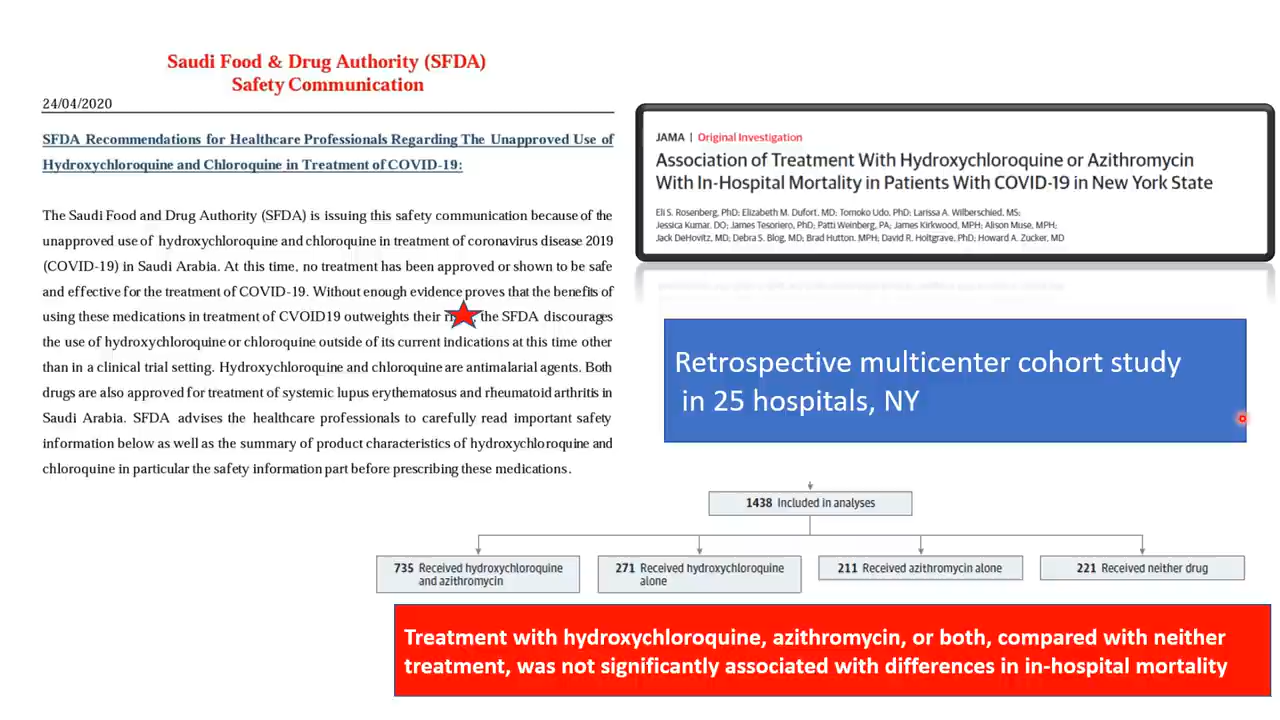 Saudi Food & Drug Authority (SFDA)
Safety Communication
24/04/2020
SFDA Recommendations for Healthcare Professionals Regarding The Unapproved Use of
Hydroxychloroquine and Chloroquine in Treatment of COVID-19:
The Saudi Food and Drug Authority (SFDA) is issuing this safety communication because of the
unapproved use of hydroxychloroquine and chloroquine in treatment of coronavirus disease 2019
(COVID-19) in Saudi Arabia. At this time, no treatment has been approved or shown to be safe
and effective for the treatment of COVID-19. Without enough evidence proves that the benefits of
using these medications in treatment of CVOID19 outweights their the SFDA discourages
the use of hydroxychloroquine or chloroquine outside of its current indications at this time other
than in a clinical trial setting. Hydroxychloroquine and chloroquine are antimalarial agents. Both
drugs are also approved for treatment of systemic lupus erythematosus and rheumatoid arthritis in
Saudi Arabia. SFDA advises the healthcare professionals to carefully read important safety
information below as well as the summary of product characteristics of hydroxychloroquine and
chloroquine in particular the safety information part before prescribing these medications.
JAMA | Original Investigation
Association of Treatment With Hydroxychloroquine or Azithromycin
With In-Hospital Mortality in Patients With COVID-19 in New York State
Eli S. Rosenberg, PhD; Elizabeth M. Dufort, MD; Tomoko Udo, PhD; Larissa A. Wilberschied, MS;
Jessica Kumar, DO; James Tesoriero, PhD; Patti Weinberg, PA; James Kirkwood, MPH; Alison Muse, MPH;
Jack DeHovitz, MD; Debra S. Blog, MD; Brad Hutton, MPH; David R. Holtgrave, PhD; Howard A. Zucker, MD
Retrospective multicenter cohort study
in 25 hospitals, NY
1438 Included in analyses
735 Received hydroxychloroquine
and azithromycin
271 Received hydroxychloroquine
alone
211 Received azithromycin alone
221 Received neither drug
Treatment with hydroxychloroquine, azithromycin, or both, compared with neither
treatment, was not significantly associated with differences in in-hospital mortality